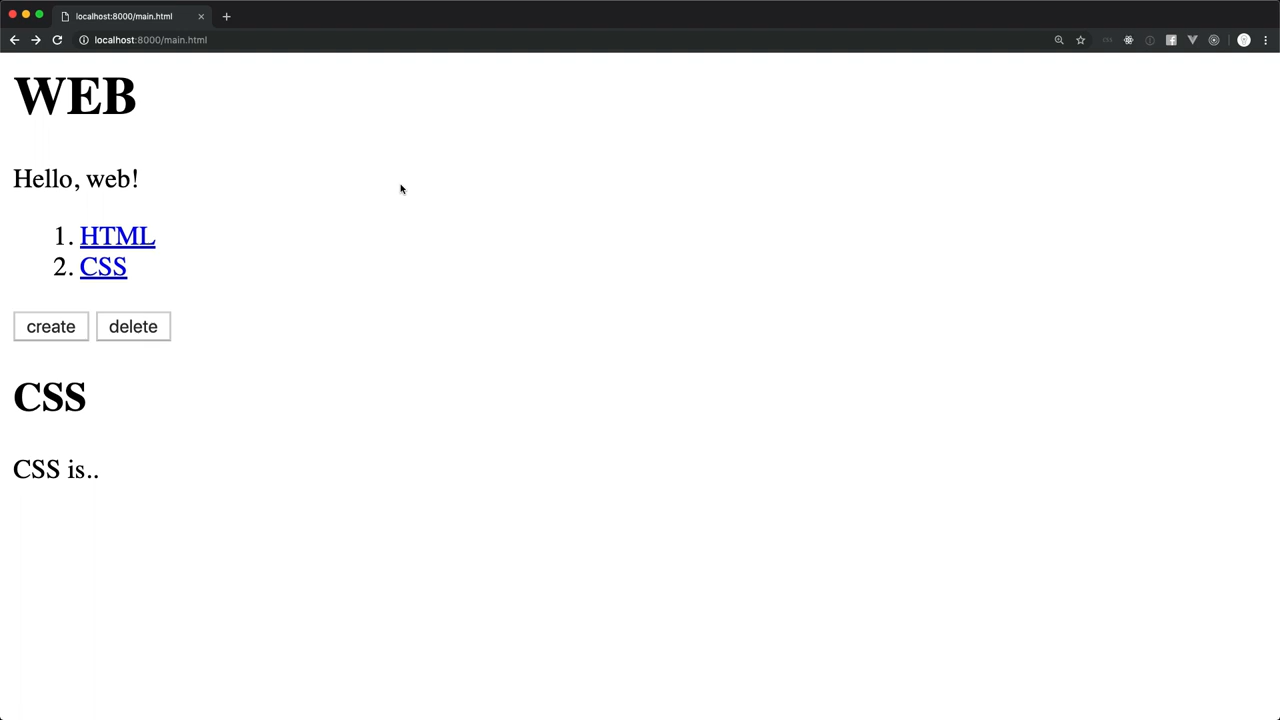 localhost:8000/main.html
localhost:8000/main.html
WEB
Hello, web!
1. HTML
2. CSS
create delete
CSS
CSS is..